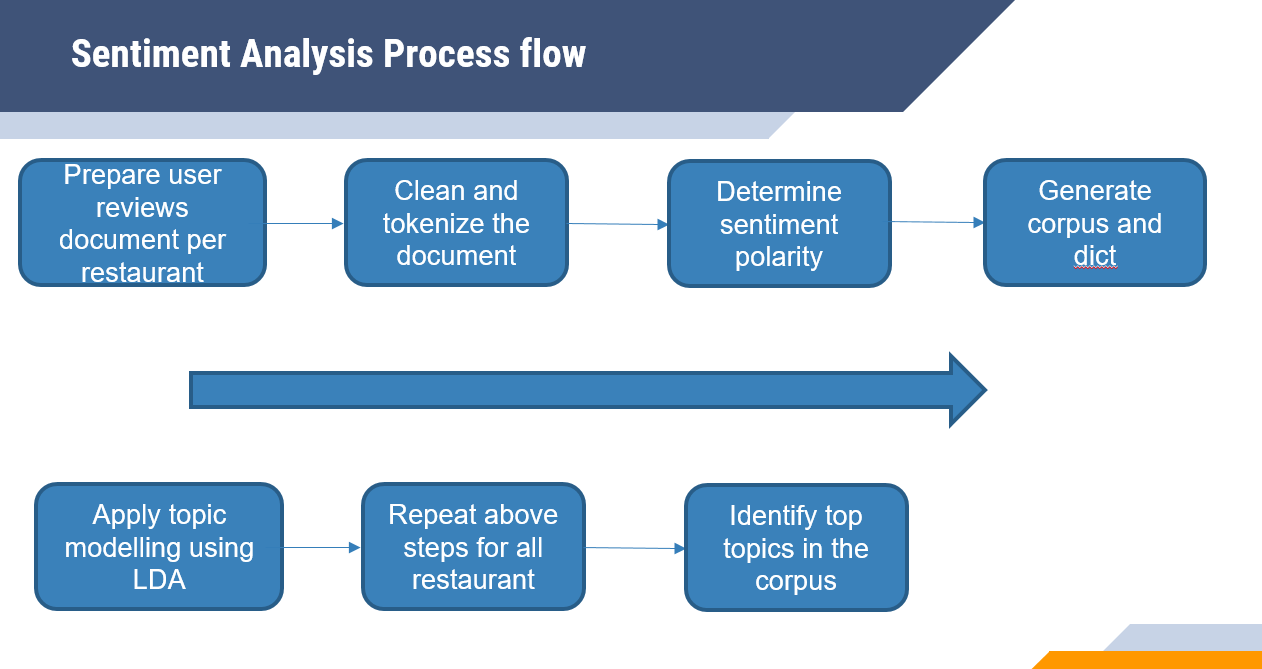 Sentiment Analysis Process flow
Prepare user
reviews
document per
restaurant
Clean and
tokenize the
document
Determine
sentiment
polarity
Generate
corpus and
dict
Apply topic
modelling using
LDA
Repeat above
steps for all
restaurant
Identify top
topics in the
corpus